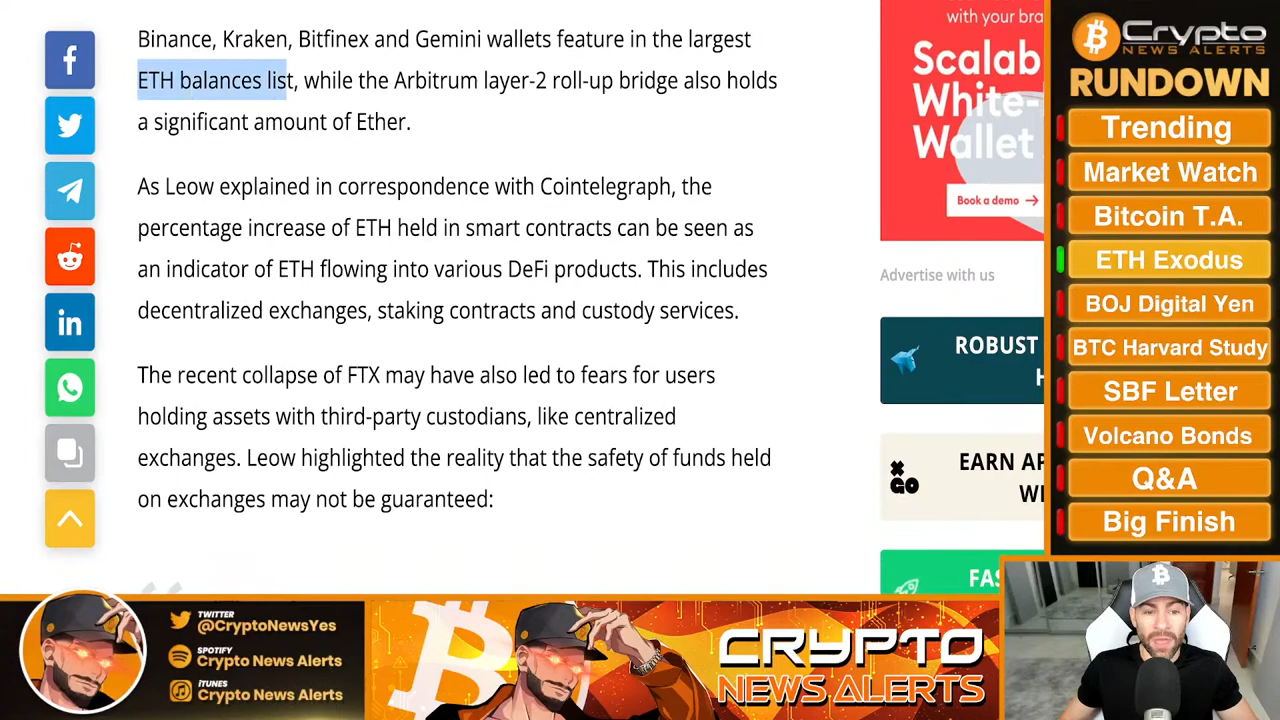 Binance, Kraken, Bitfinex and Gemini wallets feature in the largest
ETH balances list, while the Arbitrum layer-2 roll-up bridge also holds
a significant amount of Ether.
As Leow explained in correspondence with Cointelegraph, the
percentage increase of ETH held in smart contracts can be seen as
an indicator of ETH flowing into various DeFi products. This includes
decentralized exchanges, staking contracts and custody services.
The recent collapse of FTX may have also led to fears for users
holding assets with third-party custodians, like centralized
exchanges. Leow highlighted the reality that the safety of funds held
on exchanges may not be guaranteed:
with your bra
Scalab
White-
Wallet
Book a demo
Advertise with us
ROBUST
H
GO
EARN AP
WI
FAS
Crypto
NEWS ALERTS
RUNDOWN
Trending
Market Watch
Bitcoin T.A.
ETH Exodus
BOJ Digital Yen
BTC Harvard Study
SBF Letter
Volcano Bonds
Q&A
Big Finish
TWITTER
@CryptoNewsYes
SPOTIFY
Crypto News Alerts
iTUNES
Crypto News Alerts
CRYPTO
NEWS ALERTS